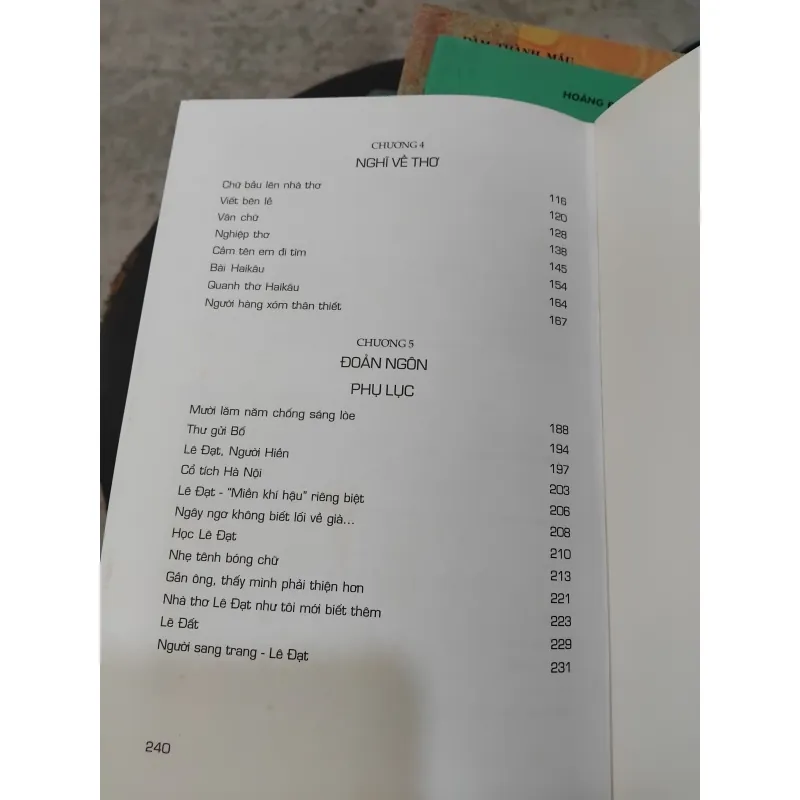 HOÀNG
CHƯƠNG 4
NGHĨ VỀ THƠ
Chữ bầu lên nhà thơ 116
Viết bên lề 120
Văn chữ 128
Nghiệp thơ 138
Cầm tên em đi tìm 145
Bài Haikâu 154
Quanh thơ Haikâu 164
Người hàng xóm thân thiết 167
CHƯƠNG 5
ĐOẢN NGÔN
PHỤ LỤC
Mười lăm năm chống sáng lòe 188
Thư gửi Bố 194
Lê Đạt, Người Hiền 197
Cổ tích Hà Nội 203
Lê Đạt - "Miền khí hậu" riêng biệt 206
Ngây ngơ không biết lối về già... 208
Học Lê Đạt 210
Nhẹ tênh bóng chữ 213
Gần ông, thấy mình phải thiện hơn 221
Nhà thơ Lê Đạt như tôi mới biết thêm 223
Lê Đất 229
Người sang trang - Lê Đạt 231
240